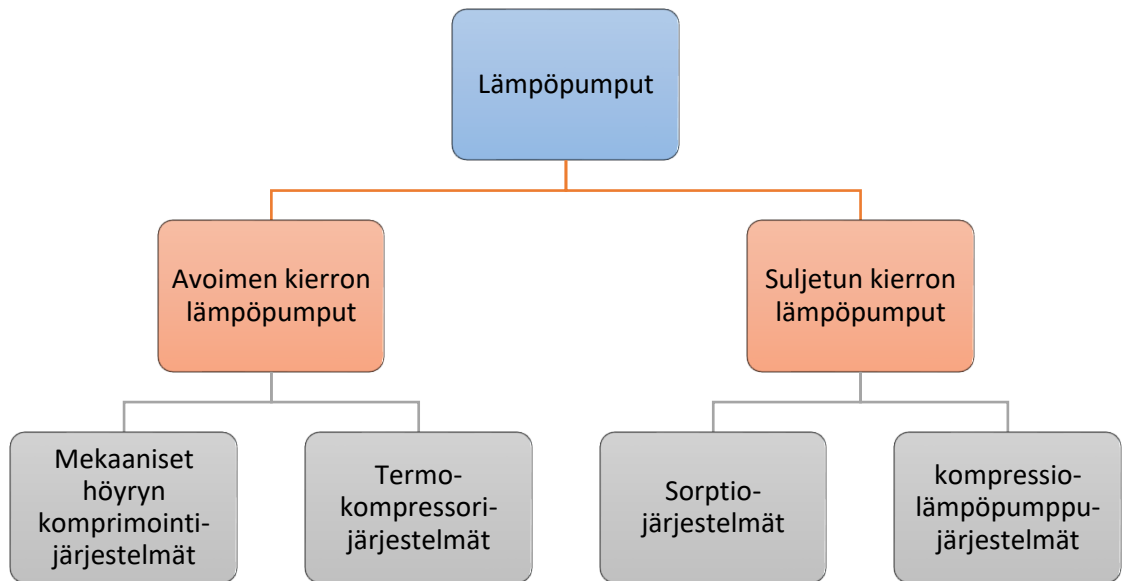 Lämpöpumput
Avoimen kierron
lämpöpumput
Suljetun kierron
lämpöpumput
Mekaaniset
höyryn
komprimointi-
järjestelmät
Termo-
kompressori-
järjestelmät
Sorptio-
järjestelmät
kompressio-
lämpöpumppu-
järjestelmät